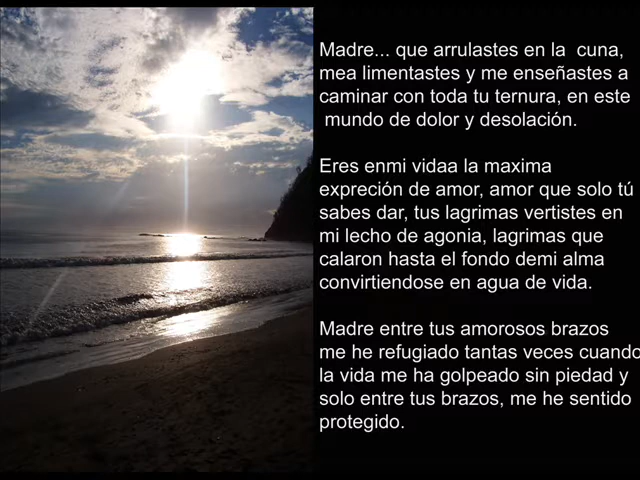 Madre... que arrulastes en la cuna,
mea limentastes y me enseñastes a
caminar con toda tu ternura, en este
mundo de dolor y desolación.
Eres enmi vidaa la maxima
expreción de amor, amor que solo tú
sabes dar, tus lagrimas vertistes en
mi lecho de agonia, lagrimas que
calaron hasta el fondo demi alma
convirtiendose en agua de vida.
Madre entre tus amorosos brazos
me he refugiado tantas veces cuando
la vida me ha golpeado sin piedad y
solo entre tus brazos, me he sentido
protegido.